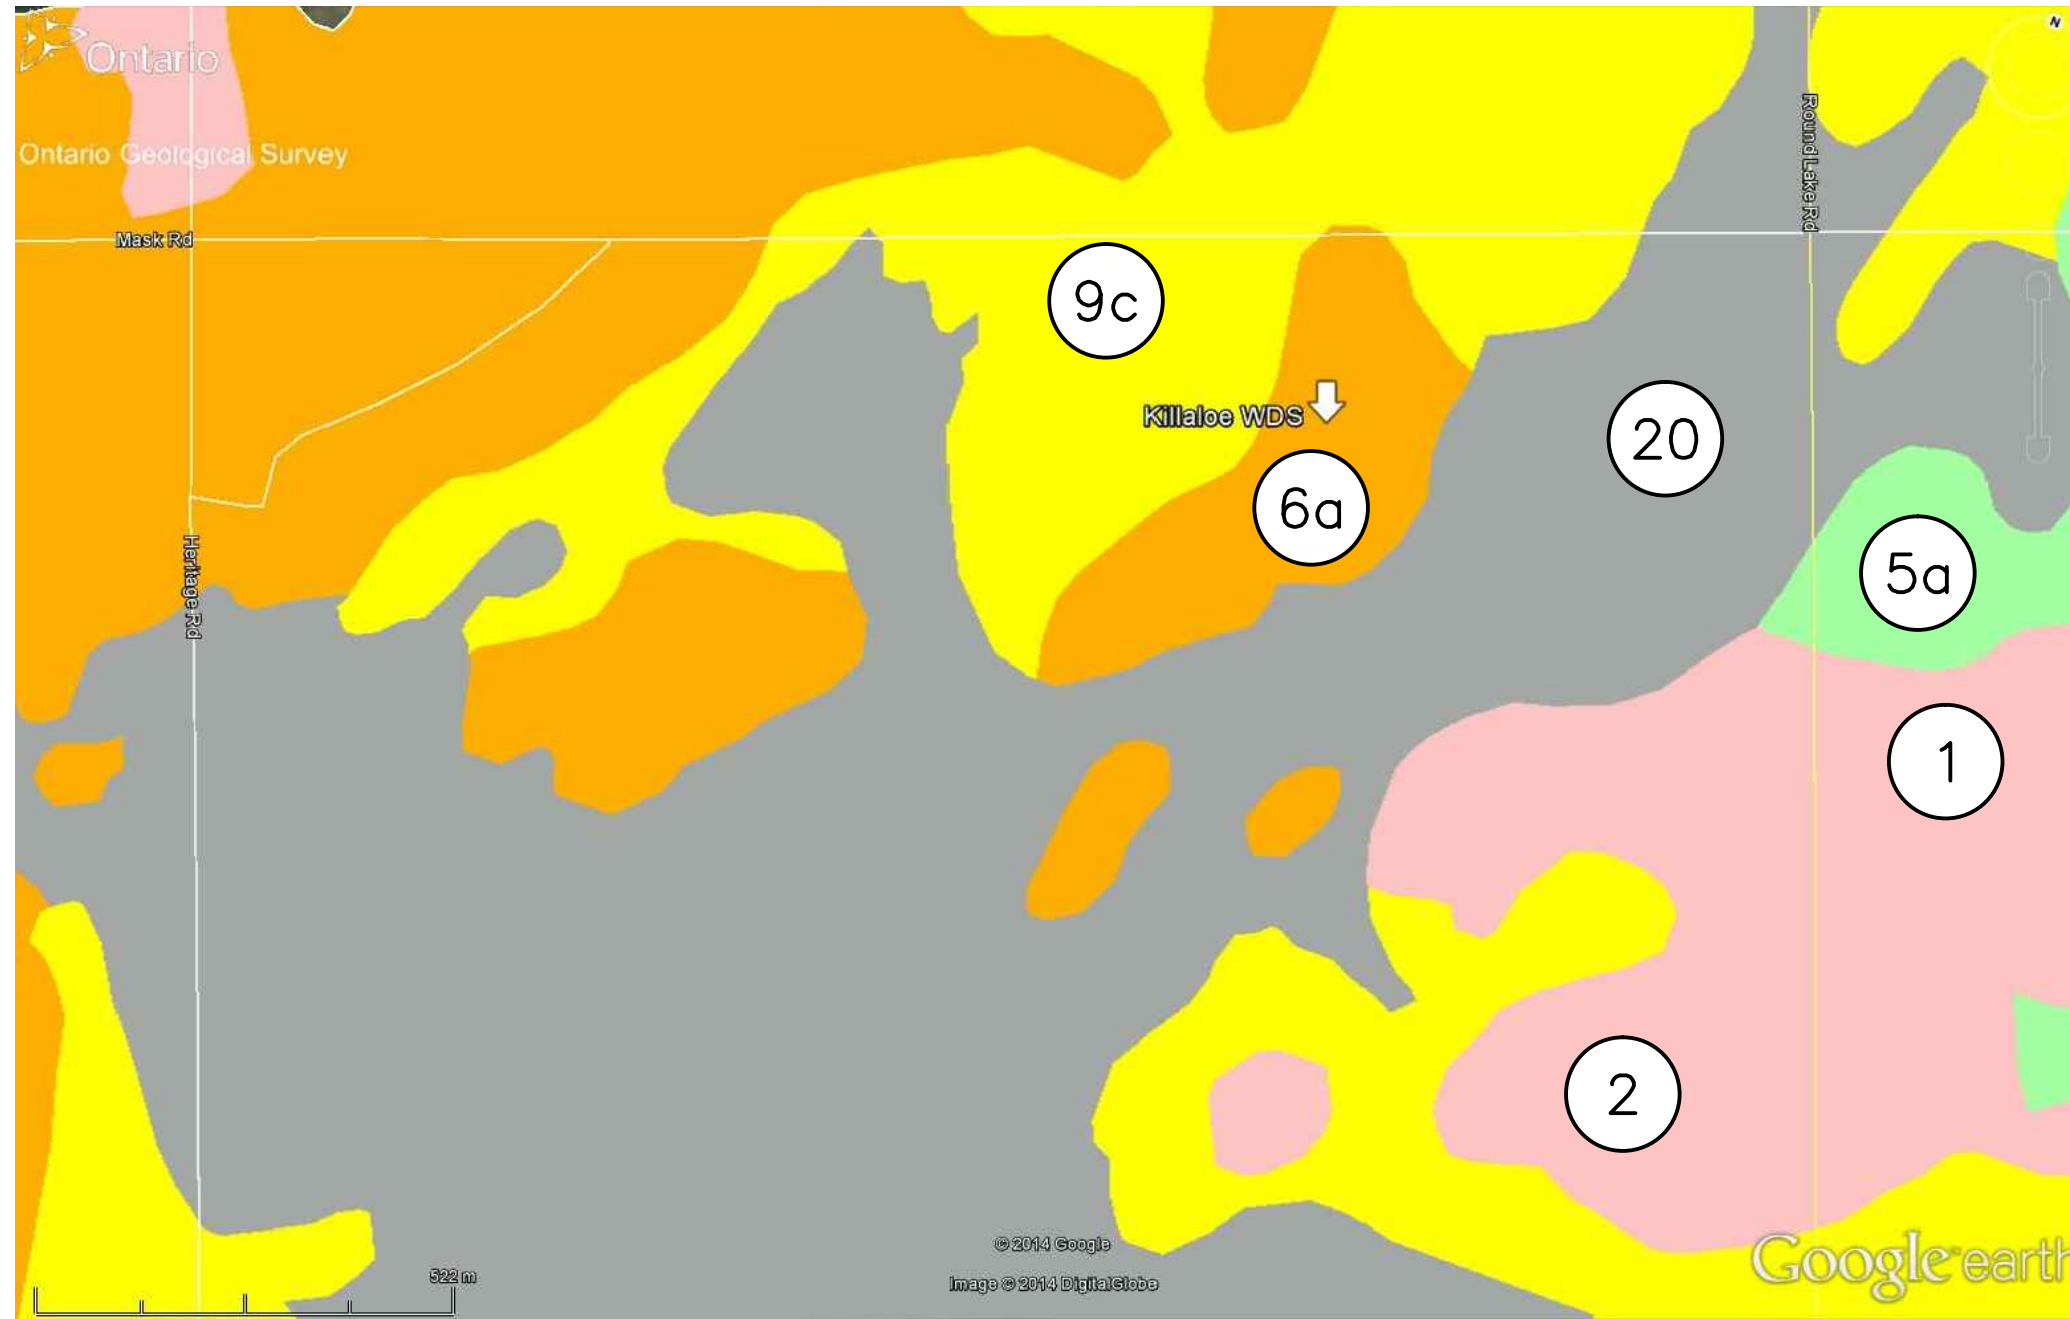 N
Ontario
Ontario Geological Survey
Round Lake Rd
Mask Rd
9c
Killaloe WDS
20
6a
5a
Heritage Rd
1
2
© 2014 Google
Google earth
522 m
Image © 2014 DigitalGlobe